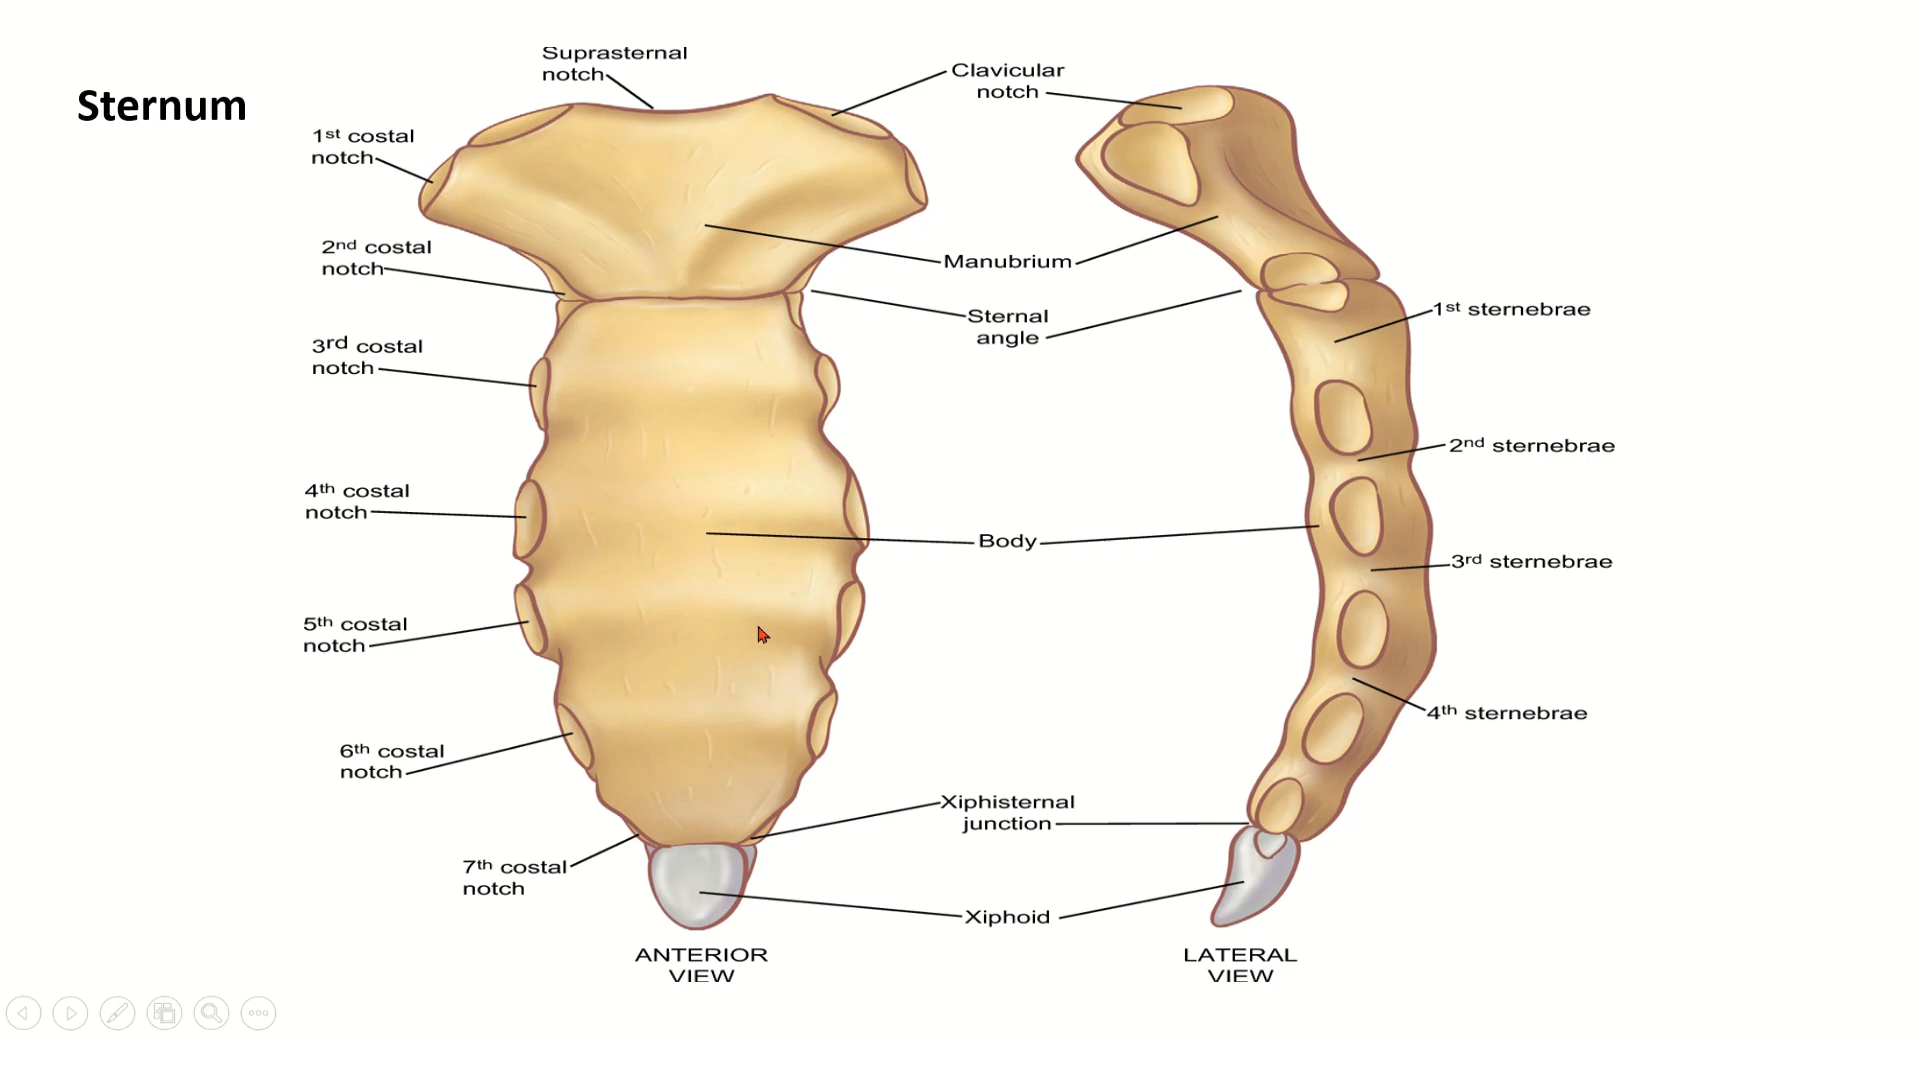 Sternum
Suprasternal
notch
Clavicular
notch
1st costal
notch
2nd costal
notch
Manubrium
Sternal
angle
1st sternebrae
3rd costal
notch
2nd sternebrae
4th costal
notch
Body
3rd sternebrae
5th costal
notch
4th sternebrae
6th costal
notch
Xiphisternal
junction
7th costal
notch
Xiphoid
ANTERIOR
VIEW
LATERAL
VIEW